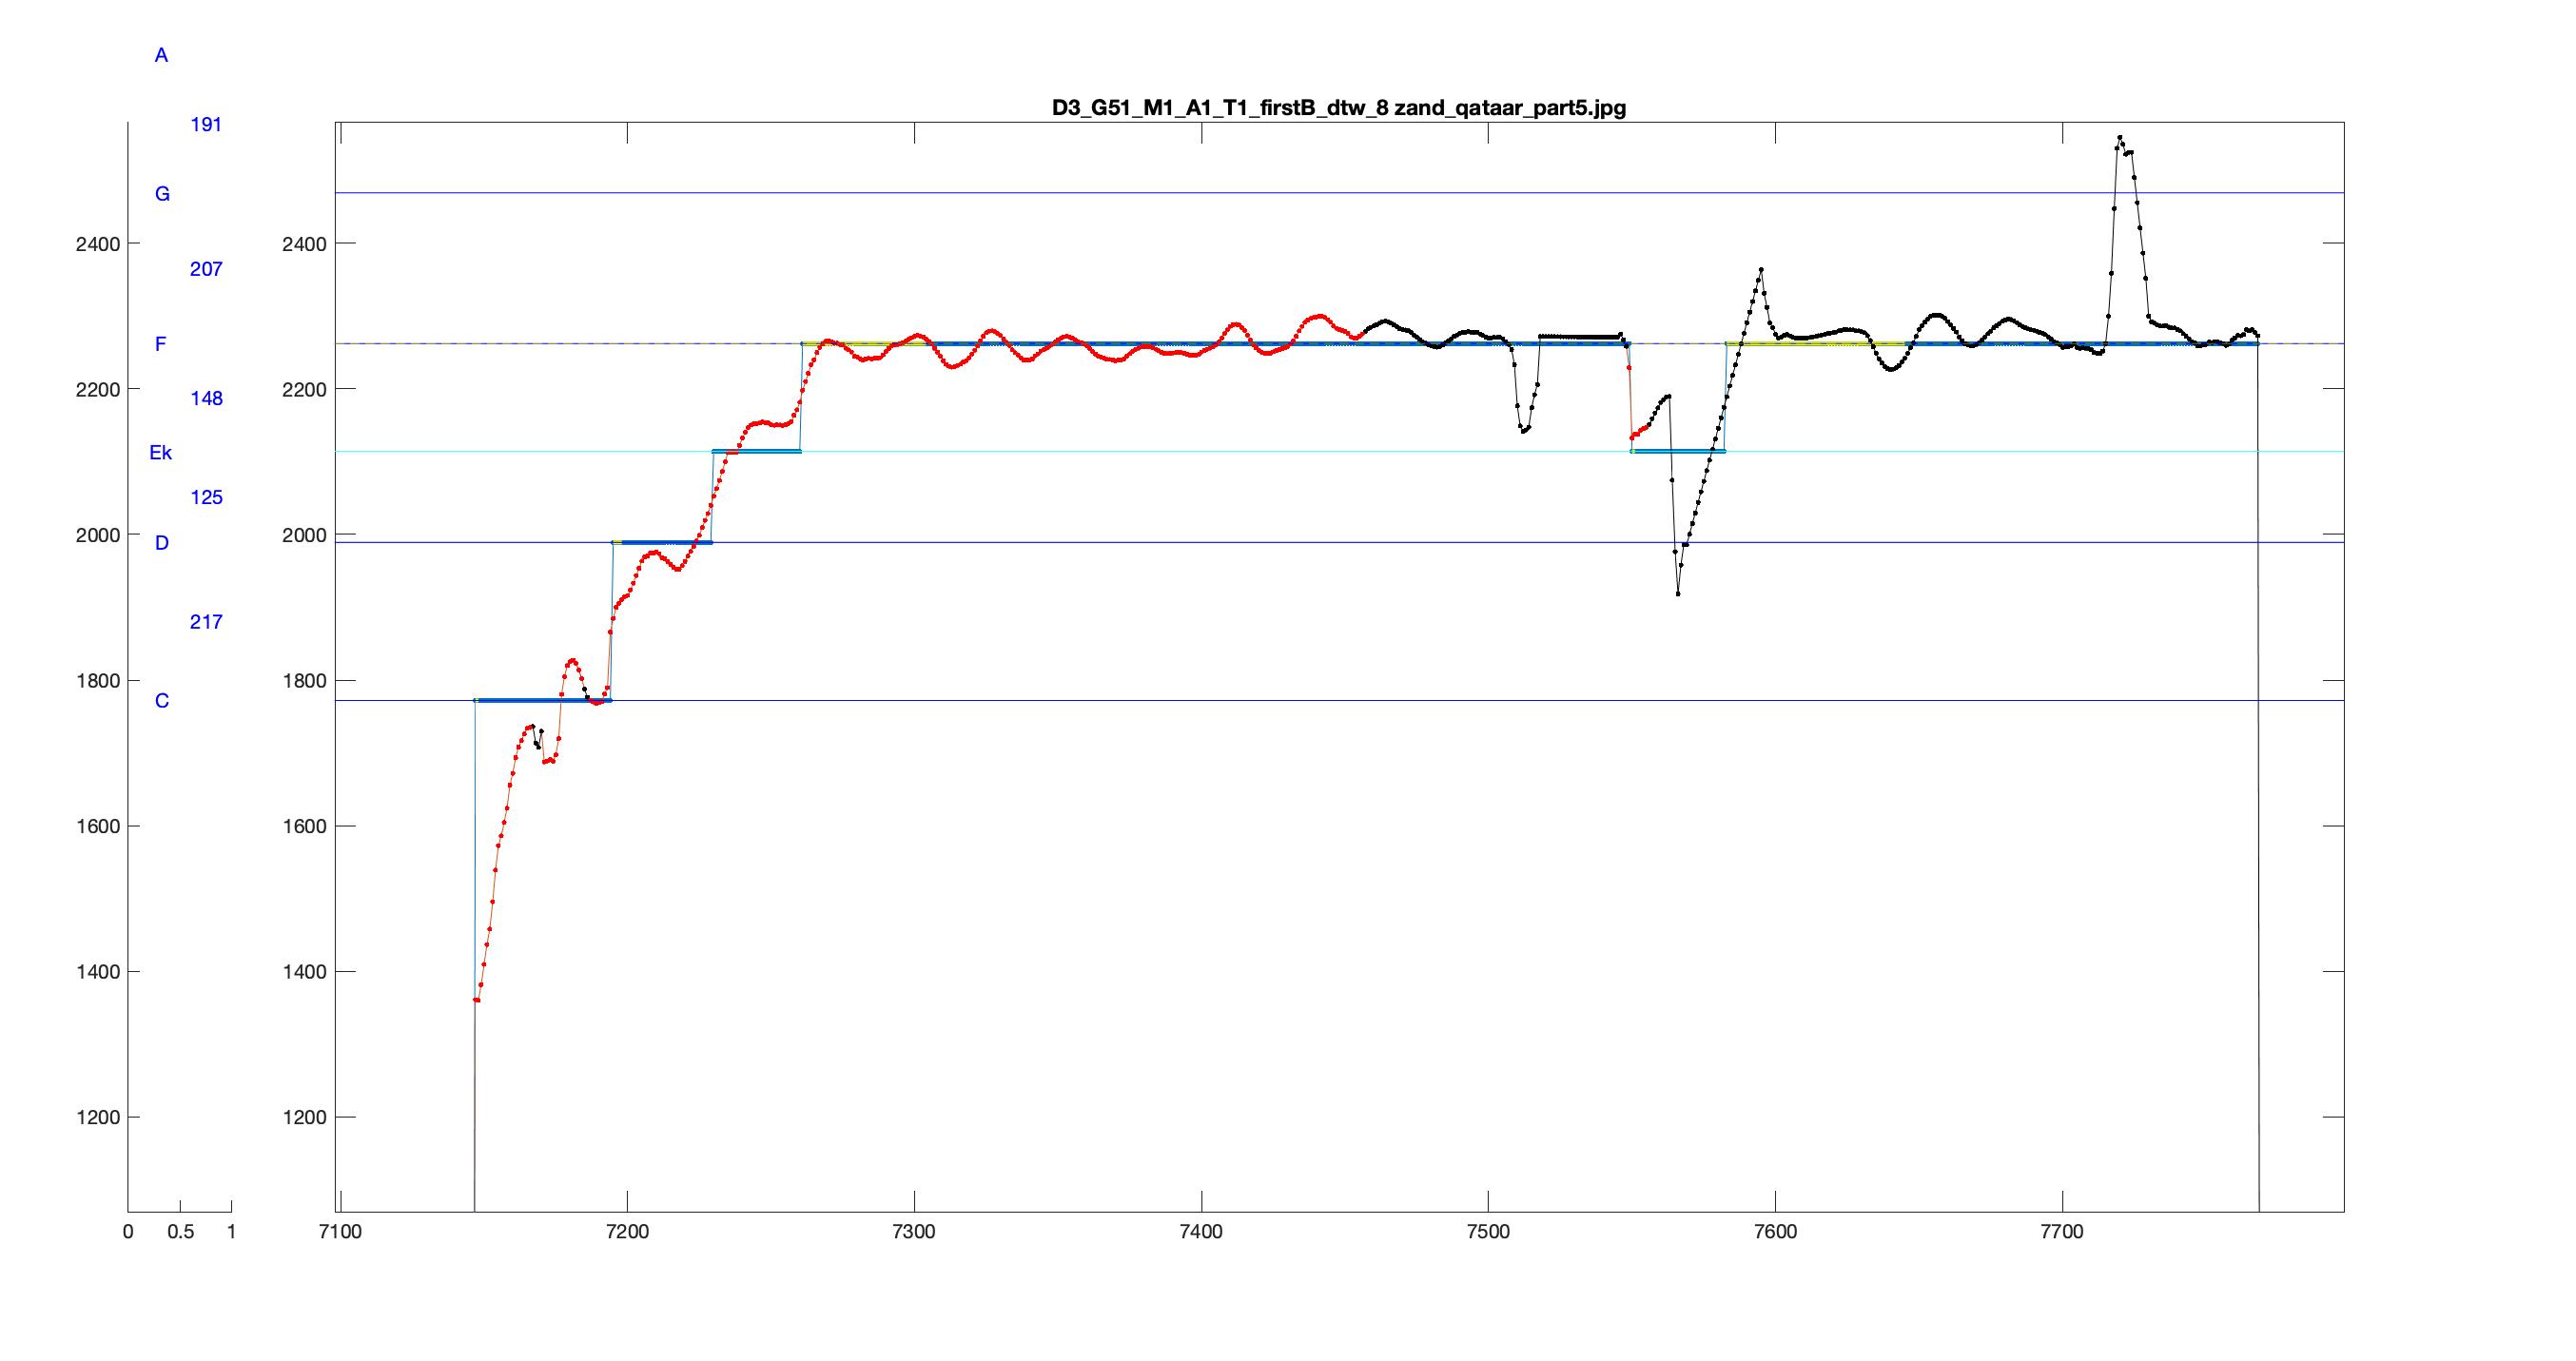 A
D3_G51_M1_A1_T1_firstB_dtw_8 zand_qataar_part5.jpg
191
G
2400 2400
207
F
2200 2200
148
Ek
125
2000 2000
D
217
1800 1800
C
1600 1600
1400 1400
1200 1200
0 0.5 1 7100 7200 7300 7400 7500 7600 7700